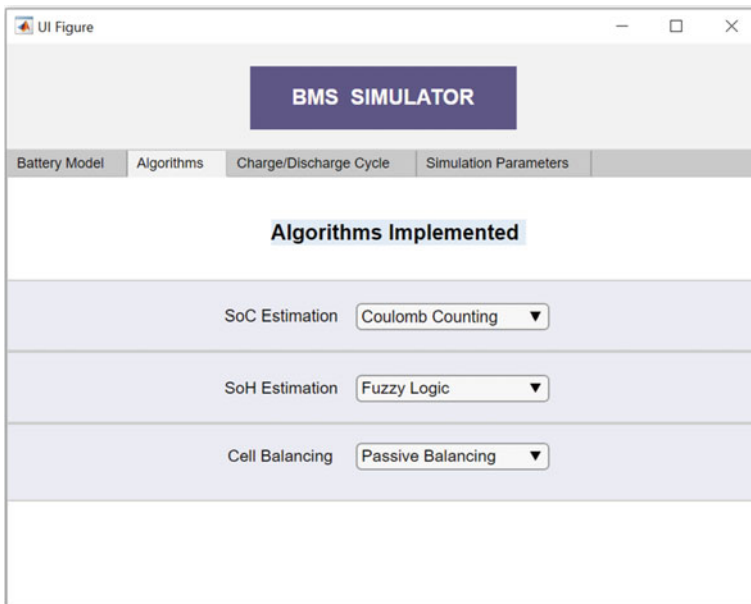 UI Figure
BMS SIMULATOR
Battery Model Algorithms Charge/Discharge Cycle Simulation Parameters
Algorithms Implemented
SoC Estimation Coulomb Counting
SoH Estimation Fuzzy Logic
Cell Balancing Passive Balancing